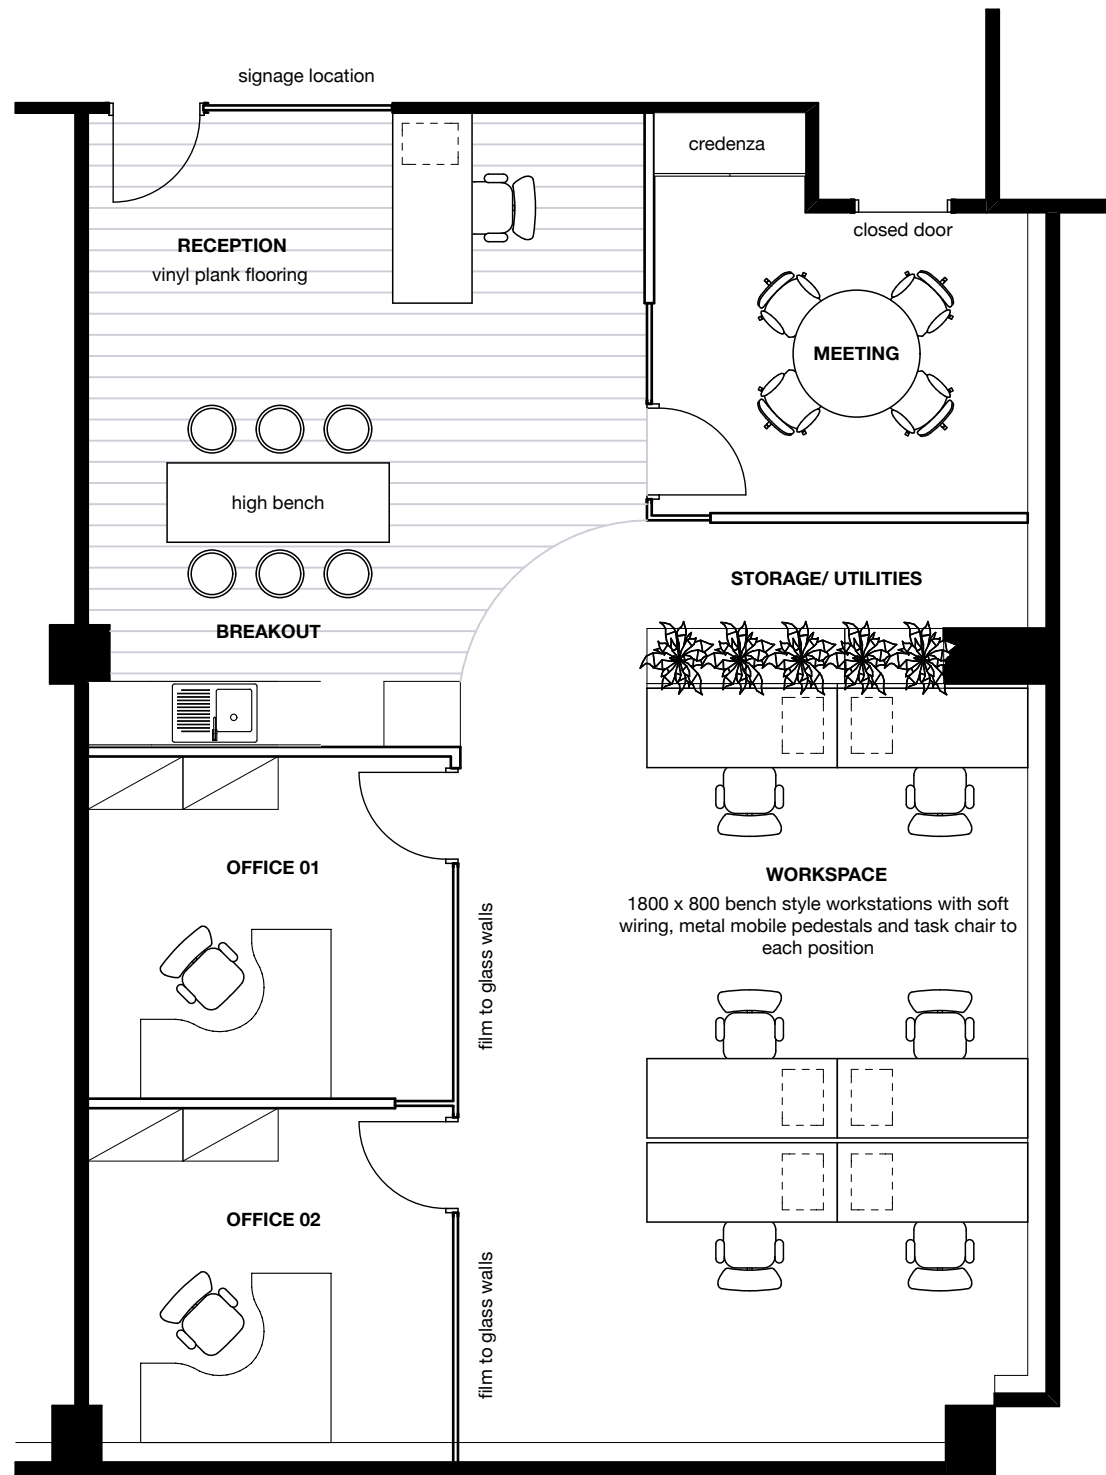 signage location
credenza
closed door
RECEPTION
vinyl plank flooring
MEETING
high bench
STORAGE/ UTILITIES
BREAKOUT
OFFICE 01
WORKSPACE
1800 x 800 bench style workstations with soft
wiring, metal mobile pedestals and task chair to
each position
film to glass walls
OFFICE 02
film to glass walls